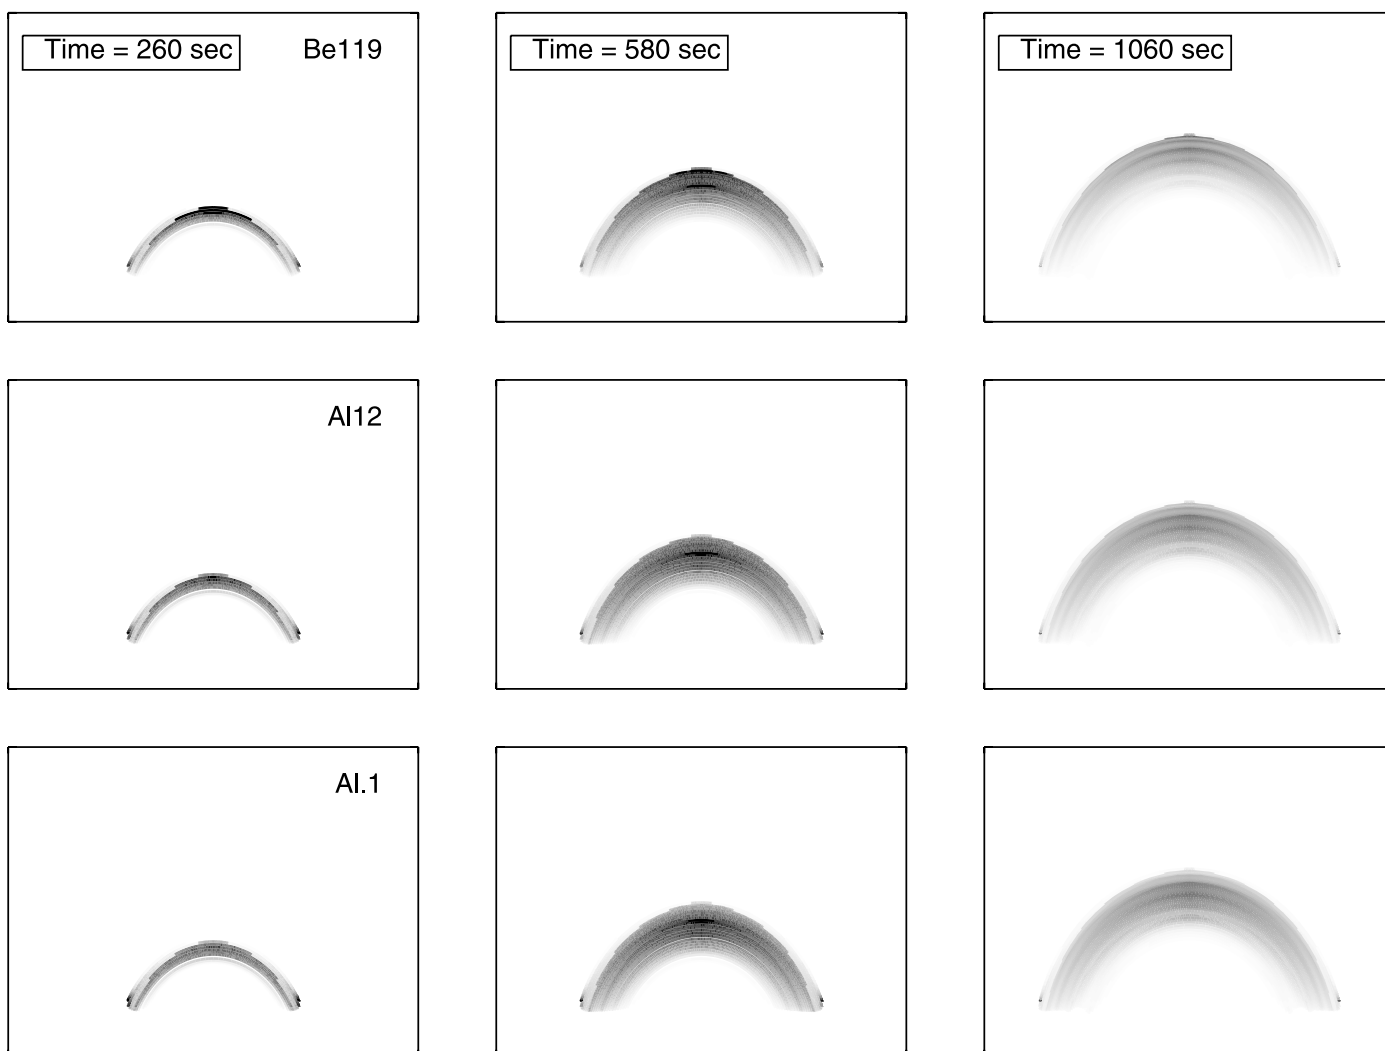 Time = 260 sec
Be119
Time = 580 sec
Time = 1060 sec
Al12
Al.1